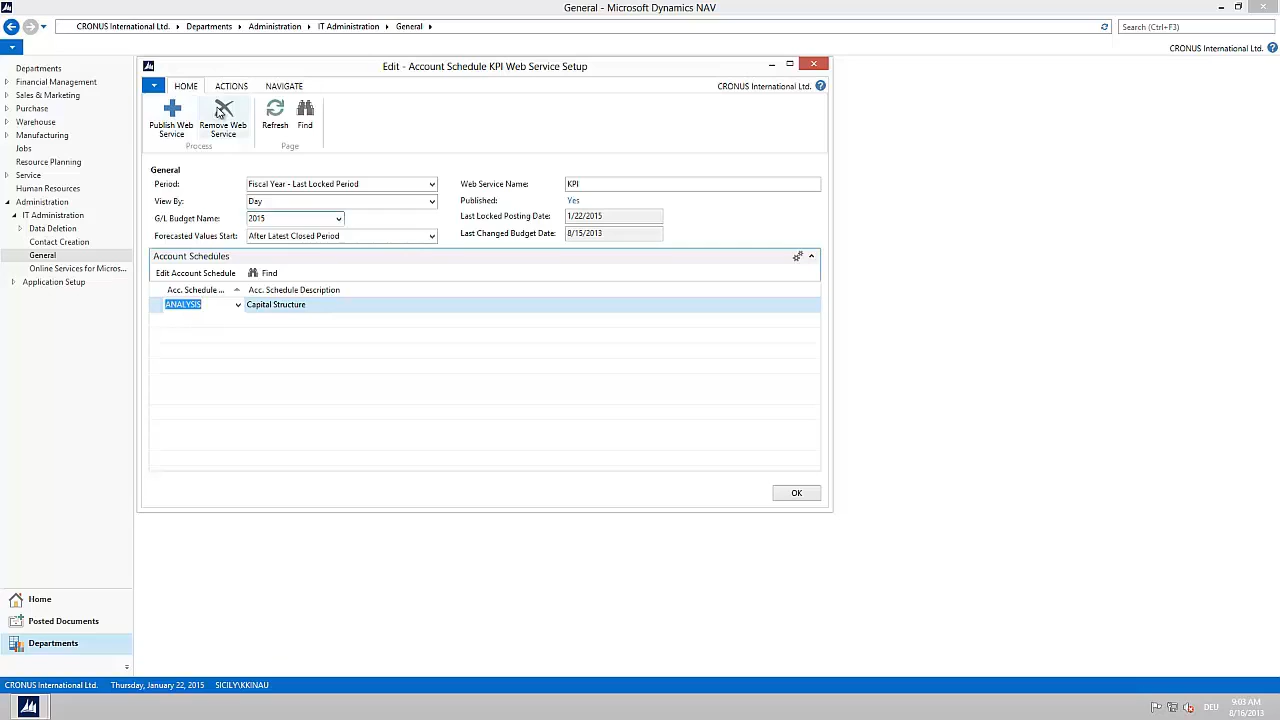 General - Microsoft Dynamics NAV
CRONUS International Ltd. Departments Administration IT Administration General
Search (Ctrl+F3)
CRONUS International Ltd.
Departments
Financial Management
Sales & Marketing
Purchase
Warehouse
Manufacturing
Jobs
Resource Planning
Service
Human Resources
Administration
IT Administration
Data Deletion
Contact Creation
General
Online Services for Micros...
Application Setup
Home
Posted Documents
Departments
Edit - Account Schedule KPI Web Service Setup
HOME ACTIONS NAVIGATE
CRONUS International Ltd.
Publish Web Service
Remove Web Service
Refresh
Find
Process
Page
General
Period: Fiscal Year - Last Locked Period
View By: Day
G/L Budget Name: 2015
Forecasted Values Start: After Latest Closed Period
Web Service Name: KPI
Published: Yes
Last Locked Posting Date: 1/22/2015
Last Changed Budget Date: 8/15/2013
Account Schedules
Edit Account Schedule Find
Acc. Schedule ... Acc. Schedule Description
ANALYSIS Capital Structure
OK
CRONUS International Ltd. Thursday, January 22, 2015 SICILY\KKINAU
DEU
9:03 AM
8/16/2013